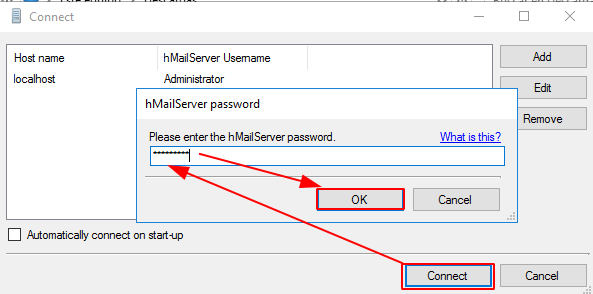 Connect
Host name hMailServer Username
localhost Administrator
Add
Edit
Remove
hMailServer password
Please enter the hMailServer password. What is this?
*********
OK Cancel
Automatically connect on start-up
Connect Cancel